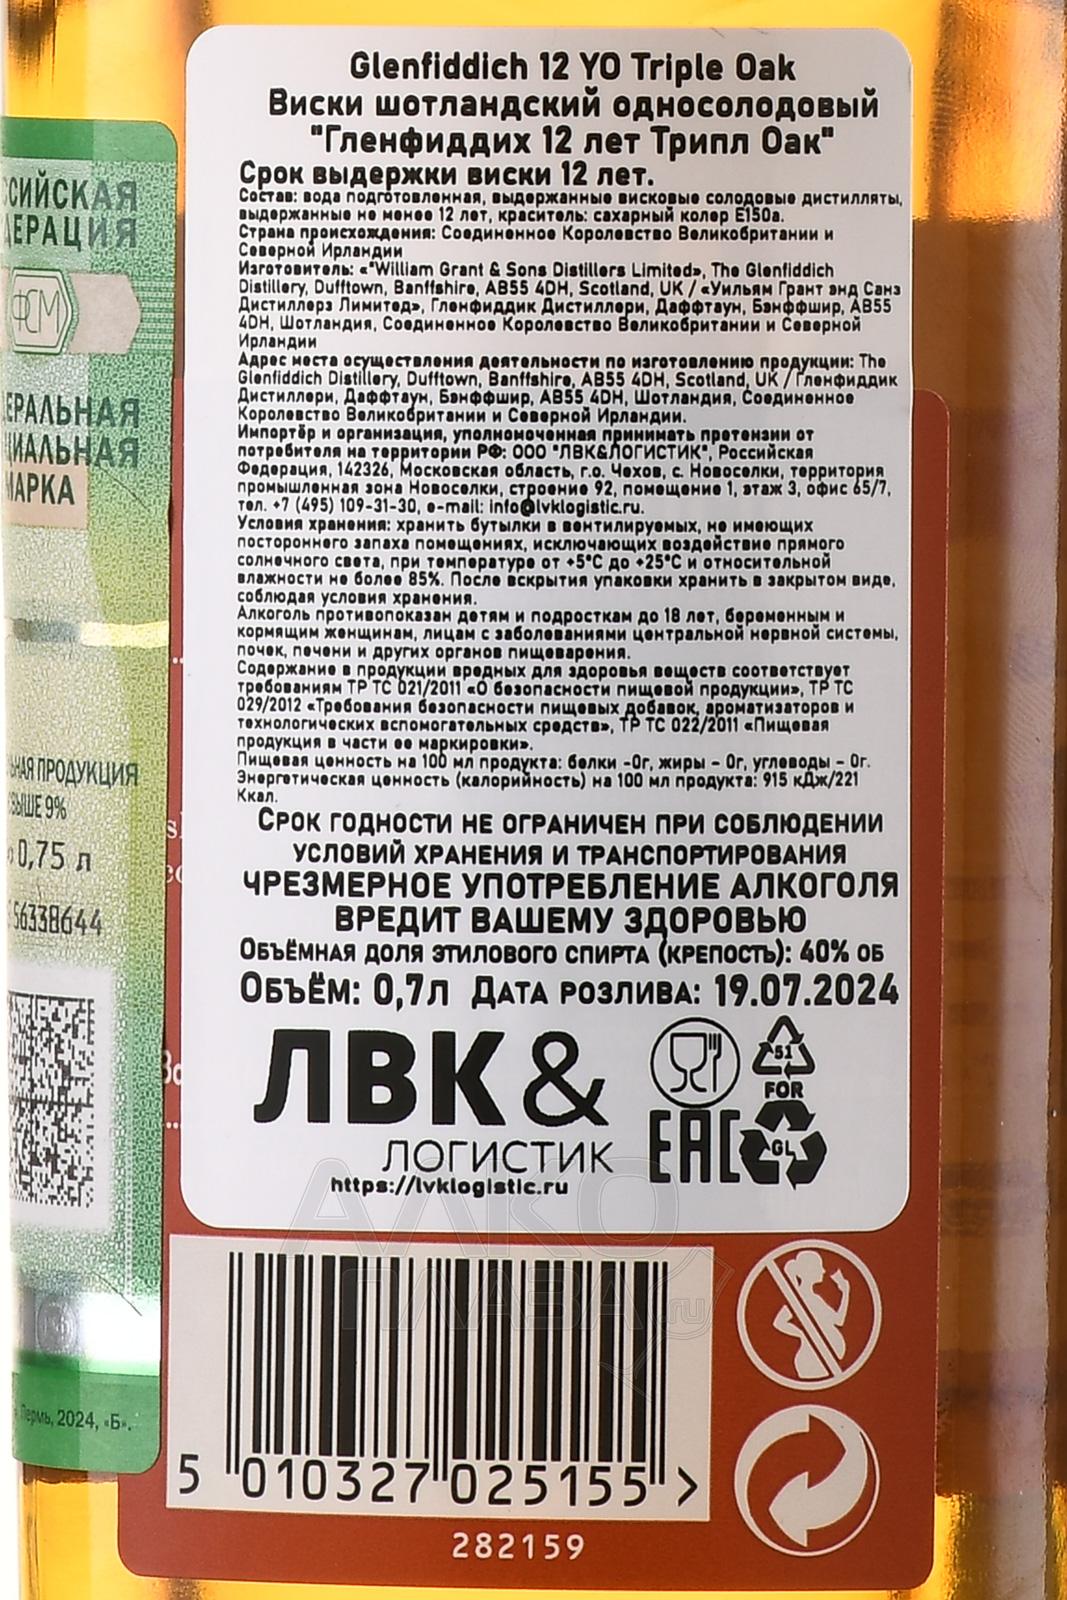 Glenfiddich 12 YO Triple Oak
Виски шотландский односолодовый
"Гленфиддих 12 лет Трипл Оак"
Срок выдержки виски 12 лет.
Состав: вода подготовленная, выдержанные висковые солодовые дистилляты,
выдержанные не менее 12 лет, краситель: сахарный колер Е150а.
Страна происхождения: Соединенное Королевство Великобритании и
Северной Ирландии
Изготовитель: «"William Grant & Sons Distillers Limited», The Glenfiddich
Distillery, Dufftown, Banffshire, AB55 4DH, Scotland, UK / «Уильям Грант энд Санз
Дистиллерз Лимитед», Гленфиддик Дистиллери, Даффтаун, Бэнффшир, AB55
4DH, Шотландия, Соединенное Королевство Великобритании и Северной
Ирландии
Адрес места осуществления деятельности по изготовлению продукции: The
Glenfiddich Distillery, Dufftown, Banffshire, AB55 4DH, Scotland, UK / Гленфиддик
Дистиллери, Даффтаун, Бэнффшир, AB55 4DH, Шотландия, Соединенное
Королевство Великобритании и Северной Ирландии.
Импортёр и организация, уполномоченная принимать претензии от
потребителя на территории РФ: ООО "ЛВК&ЛОГИСТИК", Российская
Федерация, 142326, Московская область, г.о. Чехов, с. Новоселки, территория
промышленная зона Новоселки, строение 92, помещение 1, этаж 3, офис 65/7,
тел. +7 (495) 109-31-30, e-mail: info@lvklogistic.ru.
Условия хранения: хранить бутылки в вентилируемых, не имеющих
постороннего запаха помещениях, исключающих воздействие прямого
солнечного света, при температуре от +5°С до +25°С и относительной
влажности не более 85%. После вскрытия упаковки хранить в закрытом виде,
соблюдая условия хранения.
Алкоголь противопоказан детям и подросткам до 18 лет, беременным и
кормящим женщинам, лицам с заболеваниями центральной нервной системы,
почек, печени и других органов пищеварения.
Содержание в продукции вредных для здоровья веществ соответствует
требованиям ТР ТС 021/2011 «О безопасности пищевой продукции», ТР ТС
029/2012 «Требования безопасности пищевых добавок, ароматизаторов и
технологических вспомогательных средств», ТР ТС 022/2011 «Пищевая
продукция в части ее маркировки».
Пищевая ценность на 100 мл продукта: белки -0г, жиры - 0г, углеводы - 0г.
Энергетическая ценность (калорийность) на 100 мл продукта: 915 кДж/221
Ккал.
Срок годности не ограничен при соблюдении
условий хранения и транспортирования
Чрезмерное употребление алкоголя
вредит вашему здоровью
Объёмная доля этилового спирта (крепость): 40% об
Объём: 0,7л Дата розлива: 19.07.2024
ЛВК&
ЛОГИСТИК
https://lvklogistic.ru
51
FOR
EAC
GL
5 010327 025155 >
282159
ССИЙСКАЯ
ДЕРАЦИЯ
ФСМ
ЕРАЛЬНАЯ
ЦИАЛЬНАЯ
МАРКА
ЬНАЯ ПРОДУКЦИЯ
ВЫШЕ 9%
0,75 л
56338644
Пермь, 2024, «Б».
АЛКО
ПЛАЗА
.ru